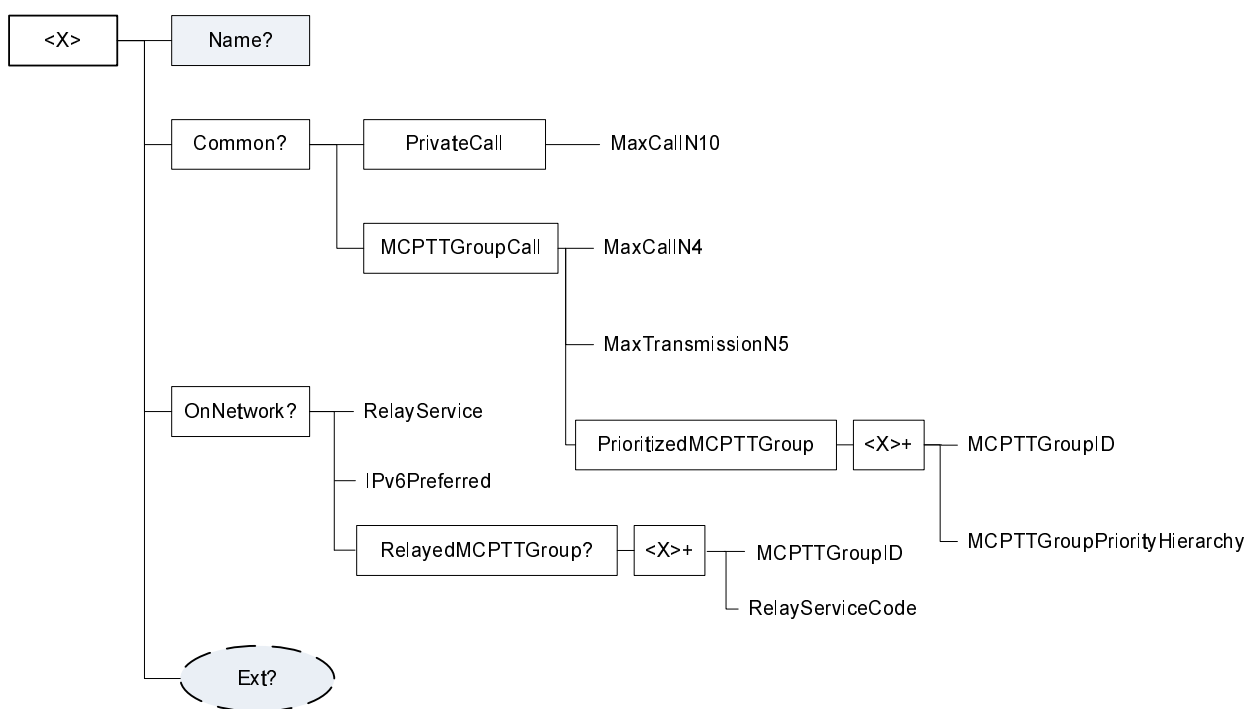 <X>
Name?
Common?
PrivateCall
MaxCallN10
MCPTTGroupCall
MaxCallN4
MaxTransmissionN5
OnNetwork?
RelayService
PrioritizedMCPTTGroup
<X>+
MCPTTGroupID
IPv6Preferred
MCPTTGroupPriorityHierarchy
RelayedMCPTTGroup?
<X>+
MCPTTGroupID
RelayServiceCode
Ext?